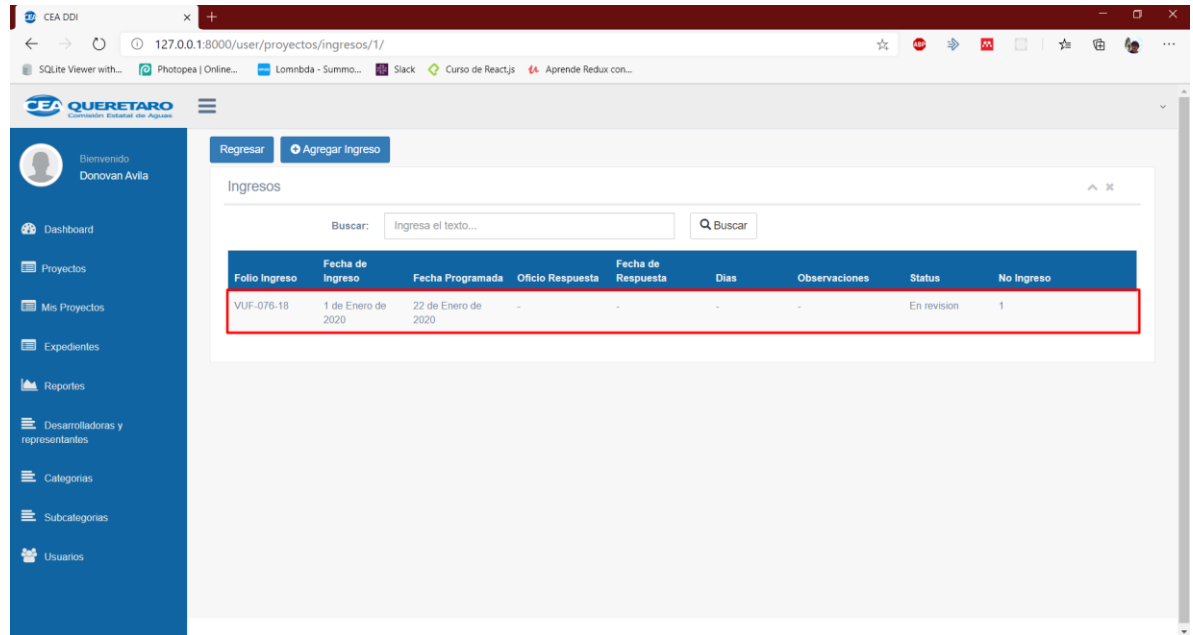 CEA DDI
127.0.0.1:8000/user/proyectos/ingresos/1/
ABP
SQLite Viewer with...
Photopea | Online...
Lomnbda - Summo...
Slack
Curso de React.js
Aprende Redux con...
CEA QUERETARO
Comisión Estatal de Aguas
Bienvenido
Donovan Avila
Dashboard
Proyectos
Mis Proyectos
Expedientes
Reportes
Desarrolladoras y
representantes
Categorias
Subcategorias
Usuarios
Regresar
Agregar Ingreso
Ingresos
Buscar:
Ingresa el texto...
Buscar
Folio Ingreso Fecha de Ingreso Fecha Programada Oficio Respuesta Fecha de Respuesta Dias Observaciones Status No Ingreso
VUF-076-18 1 de Enero de 2020 22 de Enero de 2020 - - - - En revision 1